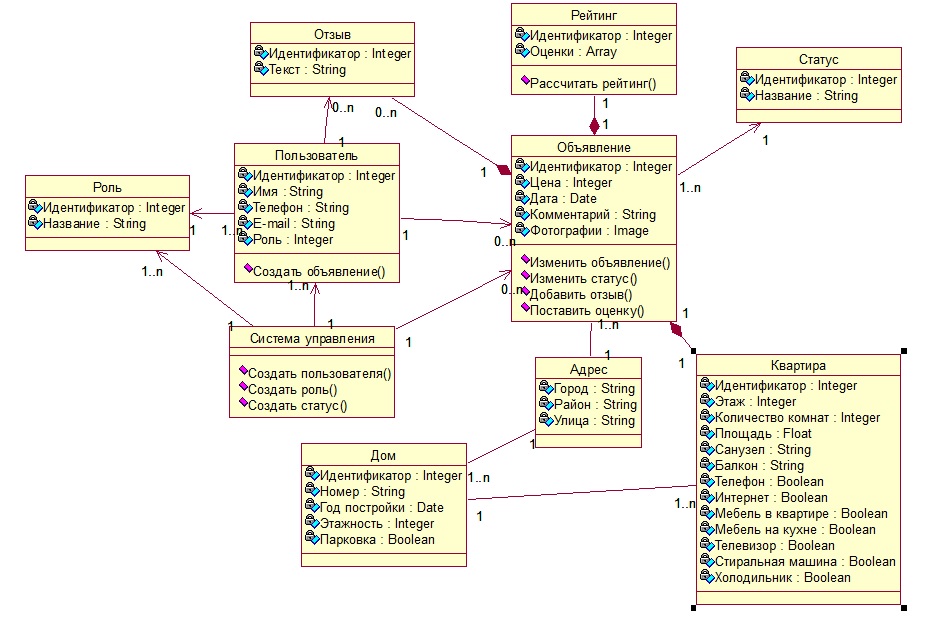 Отзыв
Идентификатор : Integer
Текст : String
Рейтинг
Идентификатор : Integer
Оценки : Array
Рассчитать рейтинг()
Статус
Идентификатор : Integer
Название : String
0..n
0..n
1
1
1
1
1
1..n
Пользователь
Идентификатор : Integer
Имя : String
Телефон : String
E-mail : String
Роль : Integer
Создать объявление()
Объявление
Идентификатор : Integer
Цена : Integer
Дата : Date
Комментарий : String
Фотографии : Image
Изменить объявление()
Изменить статус()
Добавить отзыв()
Поставить оценку()
Роль
Идентификатор : Integer
Название : String
1
1..n
1
0..n
1..n
1..n
0..n
1
1
1
1..n
1
1
1
Система управления
Создать пользователя()
Создать роль()
Создать статус()
Адрес
Город : String
Район : String
Улица : String
1
1..n
Квартира
Идентификатор : Integer
Этаж : Integer
Количество комнат : Integer
Площадь : Float
Санузел : String
Балкон : String
Телефон : Boolean
Интернет : Boolean
Мебель в квартире : Boolean
Мебель на кухне : Boolean
Телевизор : Boolean
Стиральная машина : Boolean
Холодильник : Boolean
Дом
Идентификатор : Integer
Номер : String
Год постройки : Date
Этажность : Integer
Парковка : Boolean
1
1..n